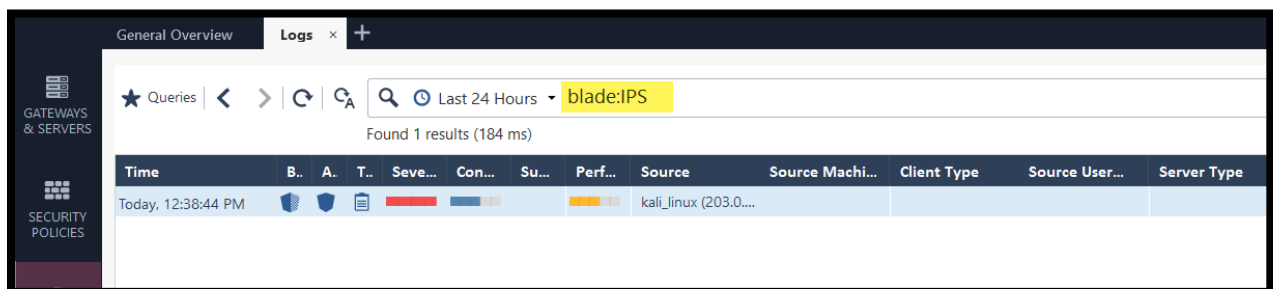 General Overview Logs × +
GATEWAYS
& SERVERS
Queries
Last 24 Hours
blade:IPS
Found 1 results (184 ms)
Time B.. A. T.. Seve... Con... Su... Perf... Source Source Machi... Client Type Source User... Server Type
Today, 12:38:44 PM kali_linux (203.0....
SECURITY
POLICIES